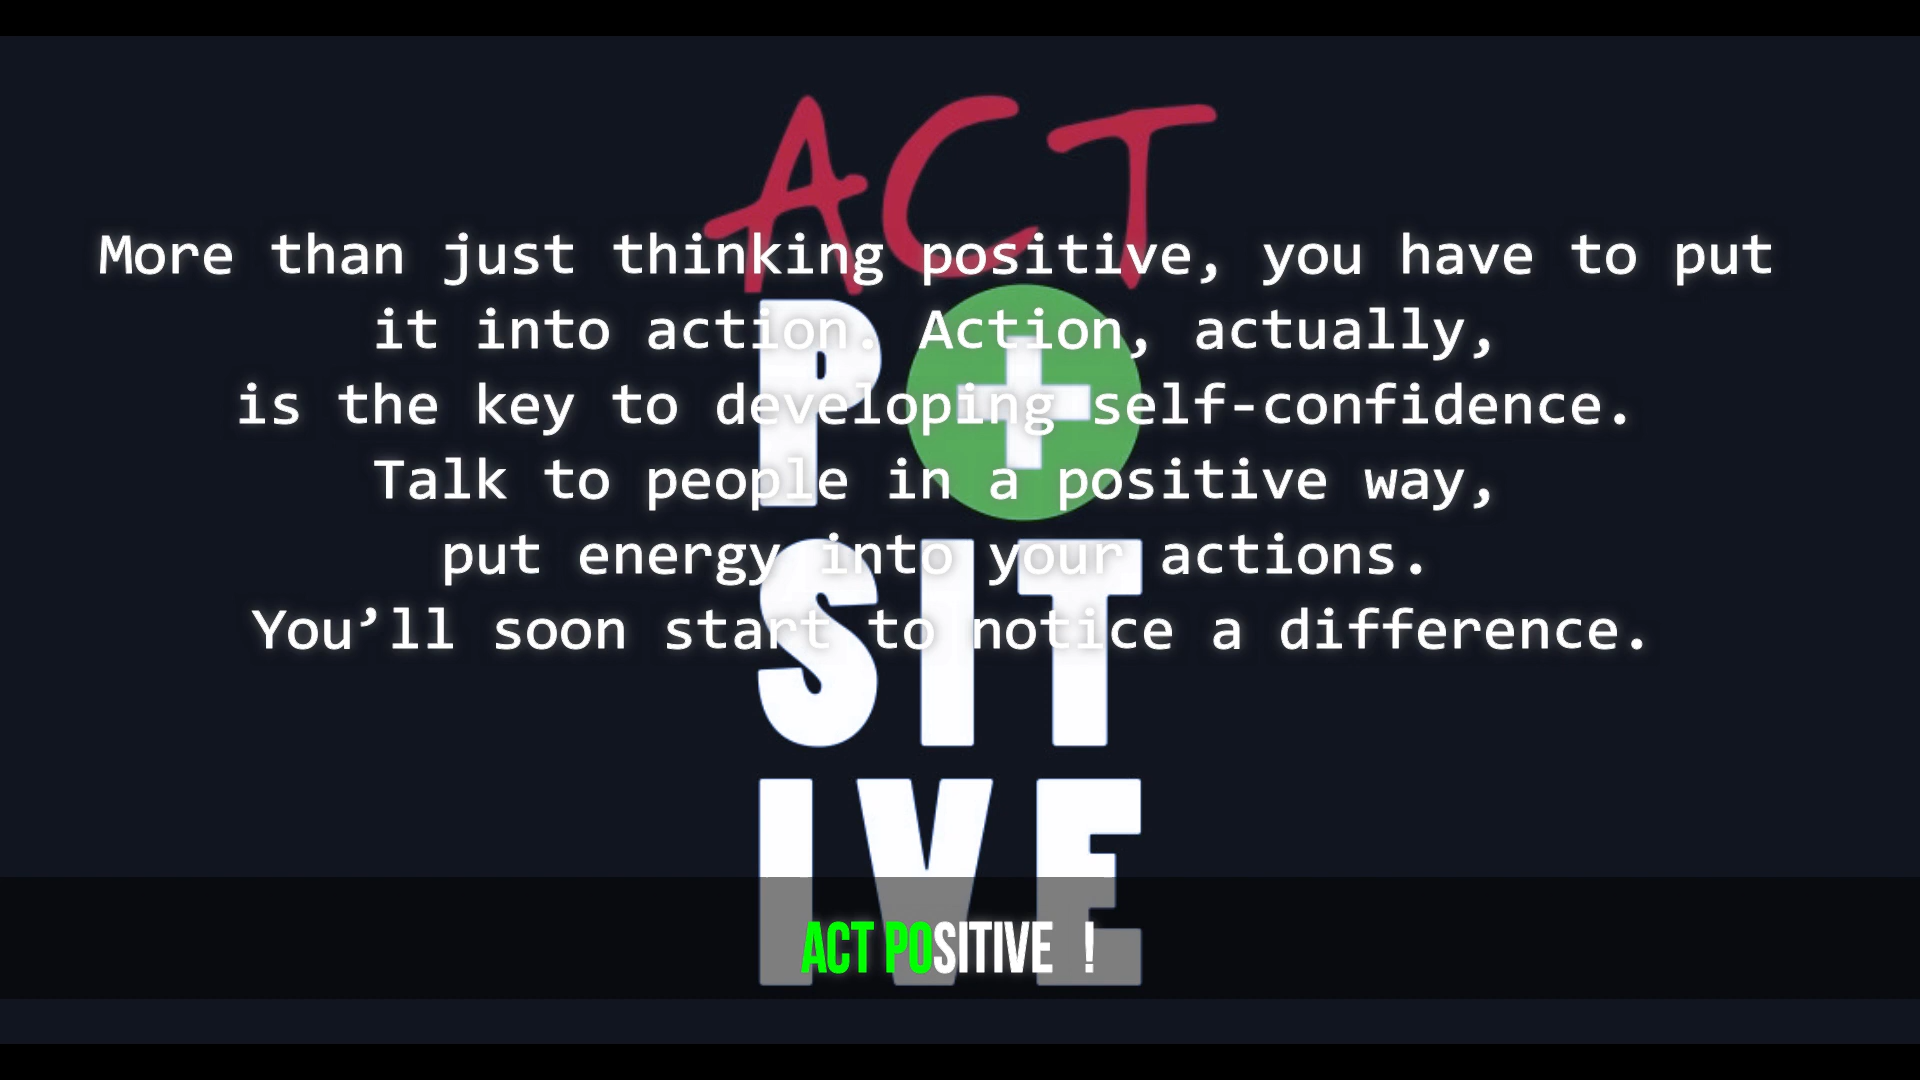 ACT
More than just thinking positive, you have to put
it into action. Action, actually,
is the key to developing self-confidence.
Talk to people in a positive way,
put energy into your actions.
You’ll soon start to notice a difference.
P+
SIT
IVE
ACT POSITIVE !